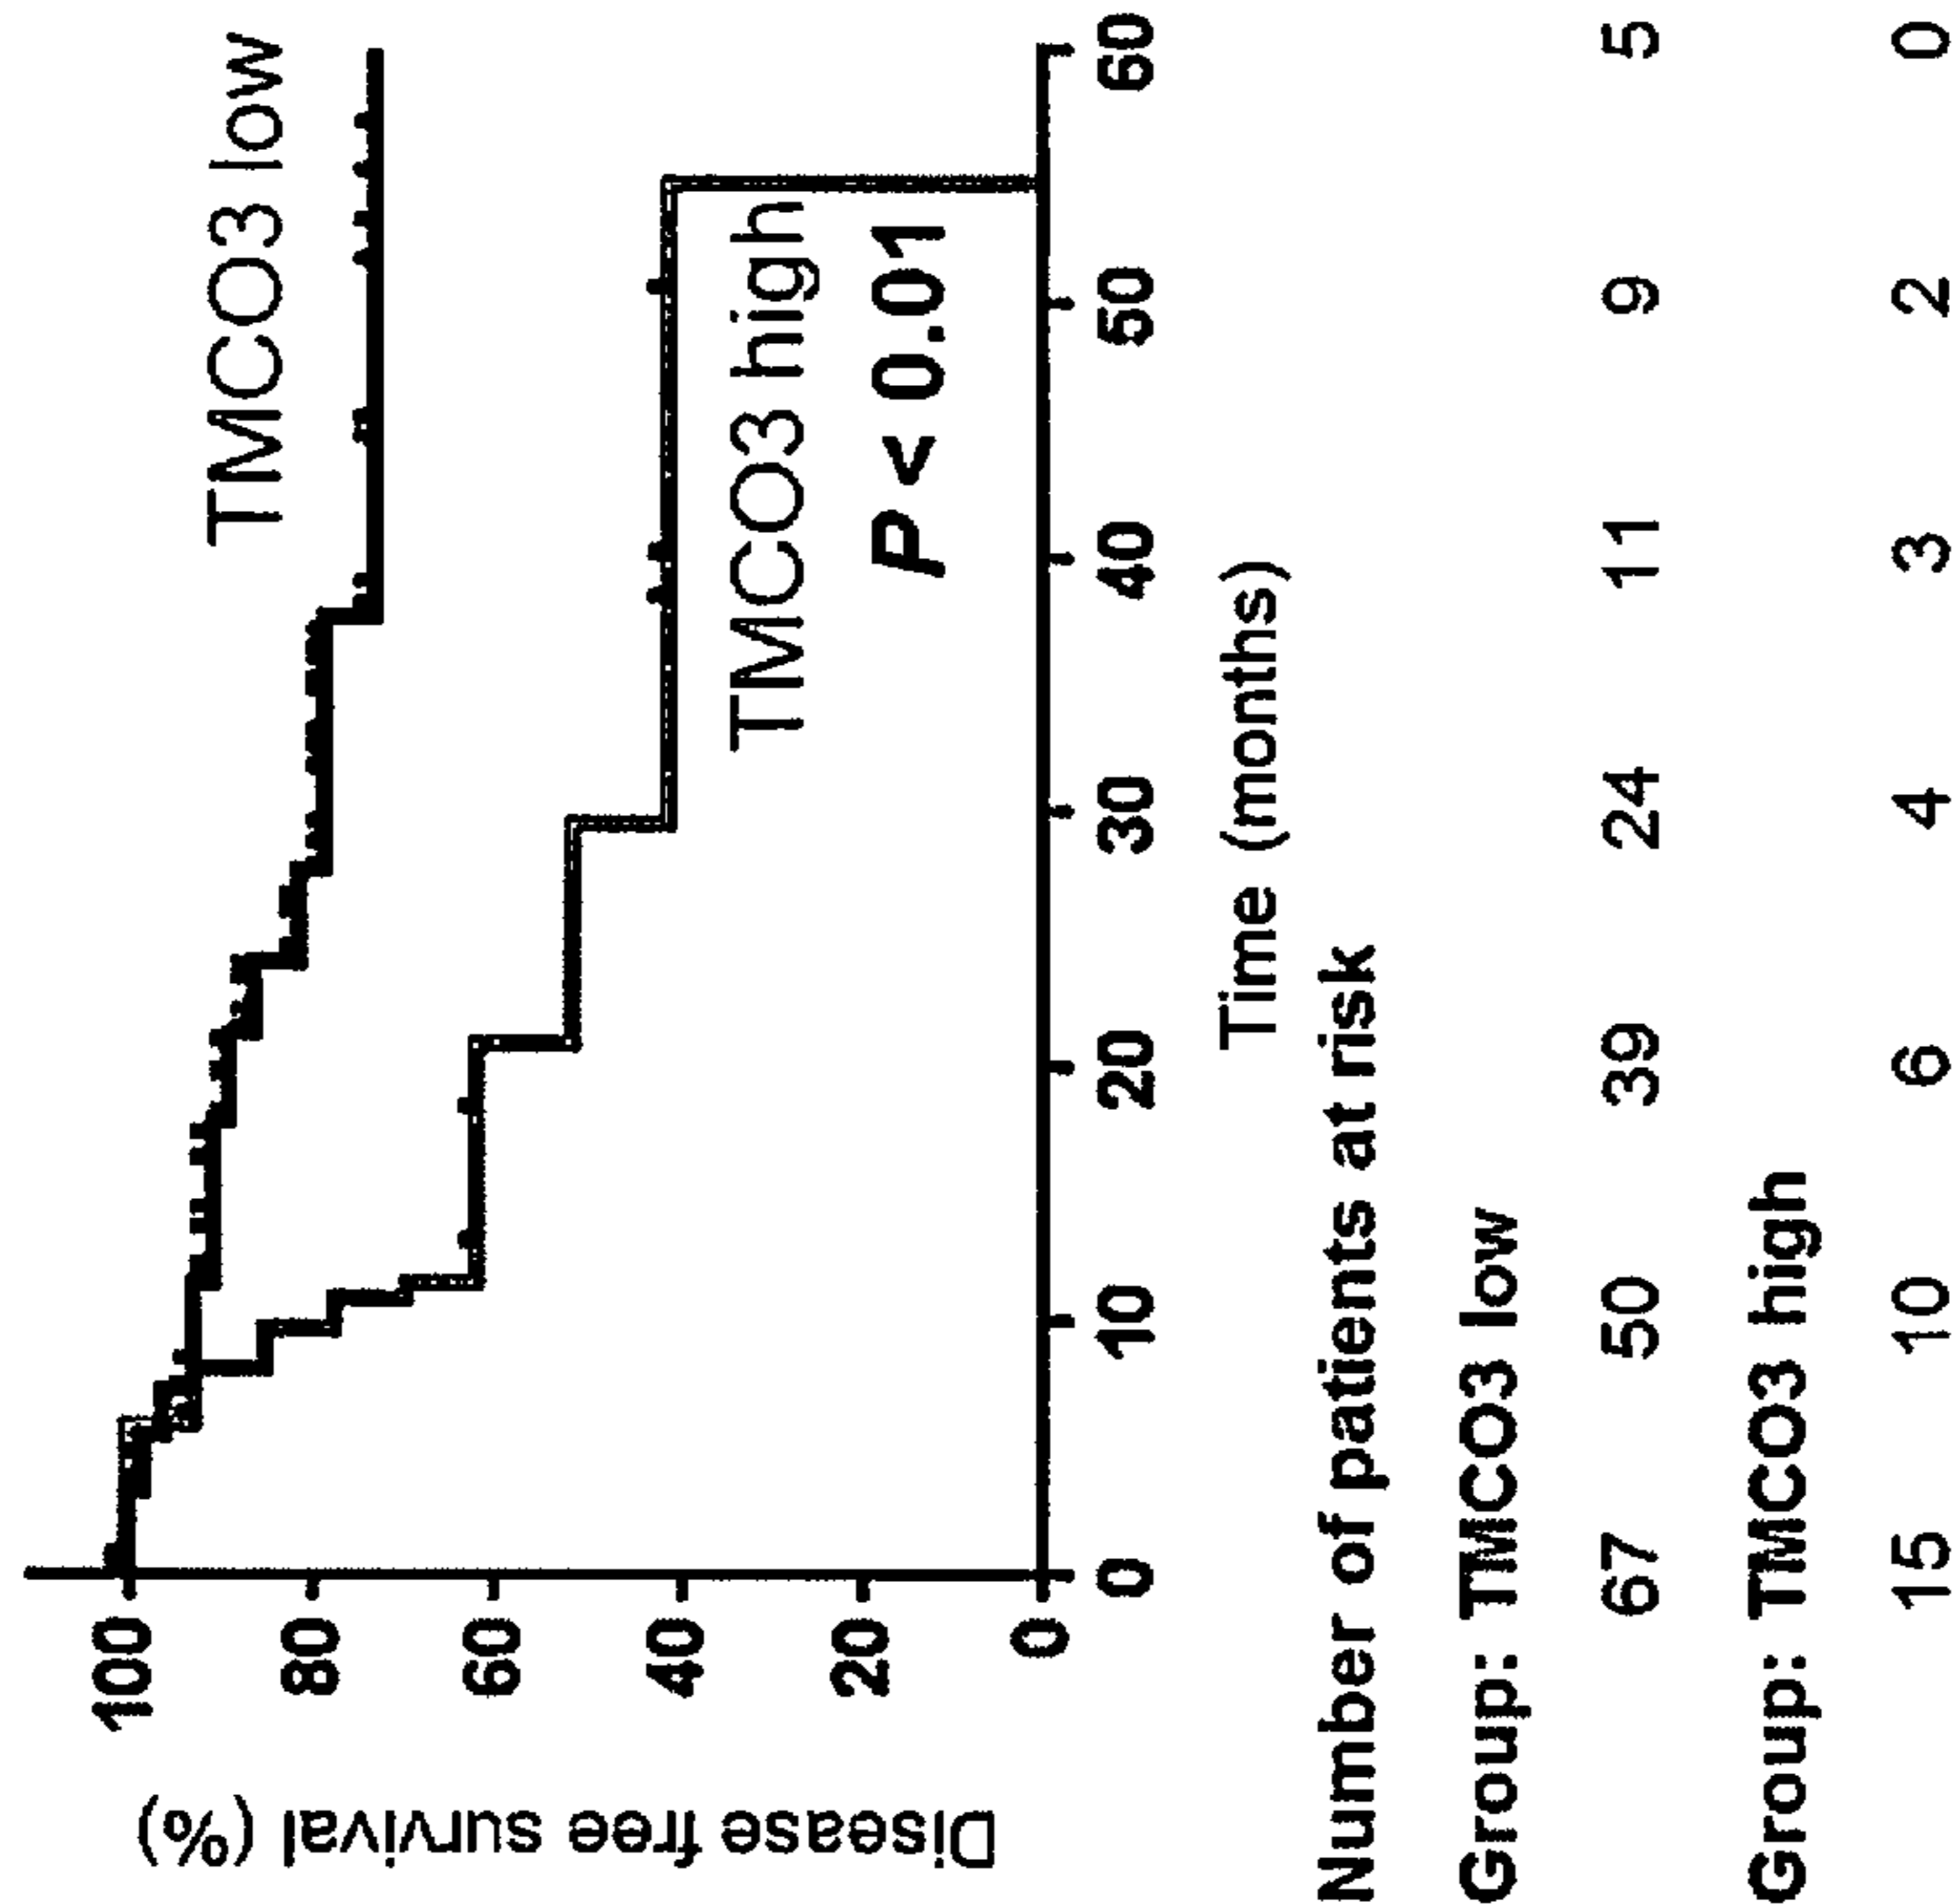 Disease free survival (%)
100
80
60
40
20
0
TMCO3 low
TMCO3 high
P < 0.01
0 10 20 30 40 50 60
Time (months)
Number of patients at risk
Group: TMCO3 low
67 50 39 24 11 9 5
Group: TMCO3 high
15 10 6 4 3 2 0